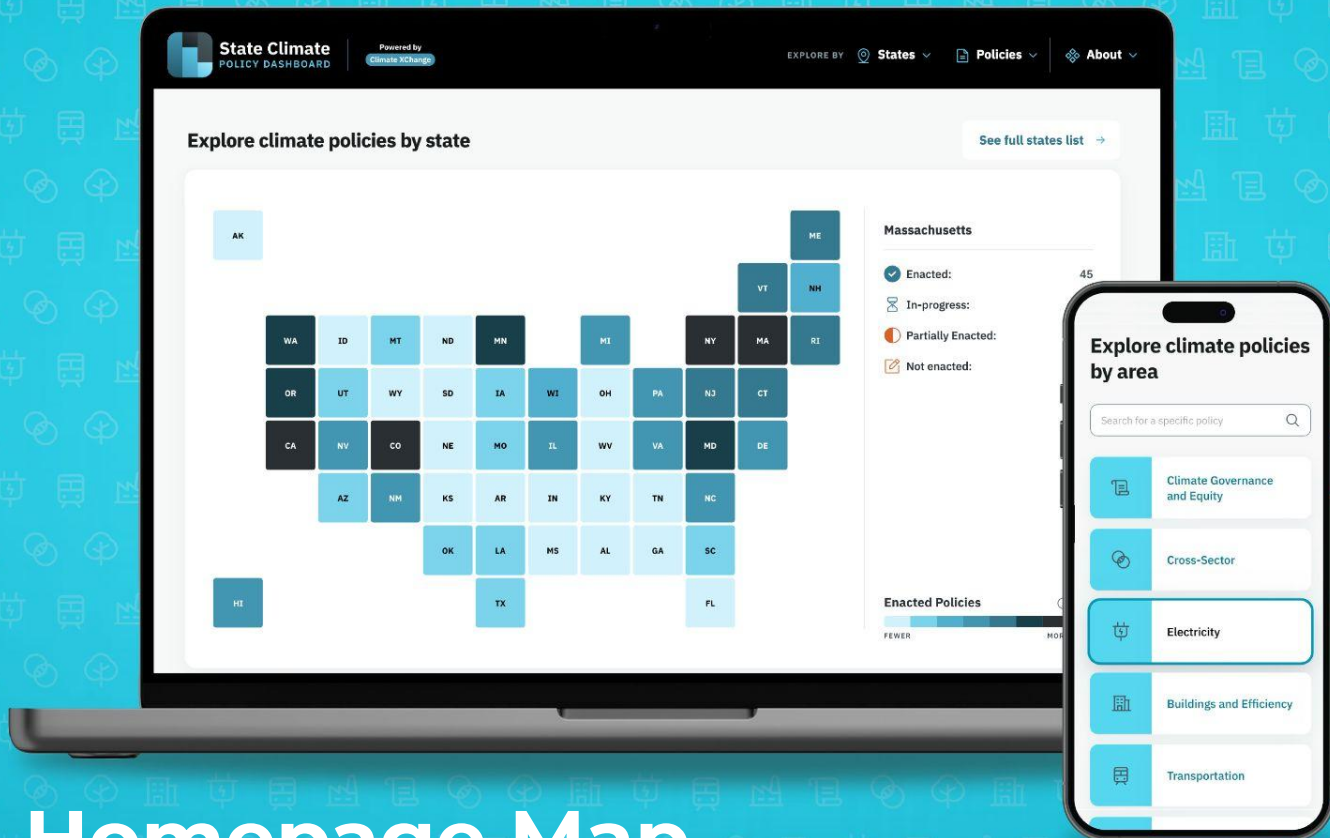 State Climate
POLICY DASHBOARD
Powered by
Climate XChange
EXPLORE BY
States
Policies
About
Explore climate policies by state
See full states list →
AK
ME
VT NH
WA ID MT ND MN MI NY MA RI
OR UT WY SD IA WI OH PA NJ CT
CA NV CO NE MO IL WV VA MD DE
AZ NM KS AR IN KY TN NC
OK LA MS AL GA SC
HI TX FL
Massachusetts
Enacted: 45
In-progress:
Partially Enacted:
Not enacted:
Enacted Policies
FEWER MOR
Explore climate policies
by area
Search for a specific policy
Climate Governance
and Equity
Cross-Sector
Electricity
Buildings and Efficiency
Transportation
Homepage Map